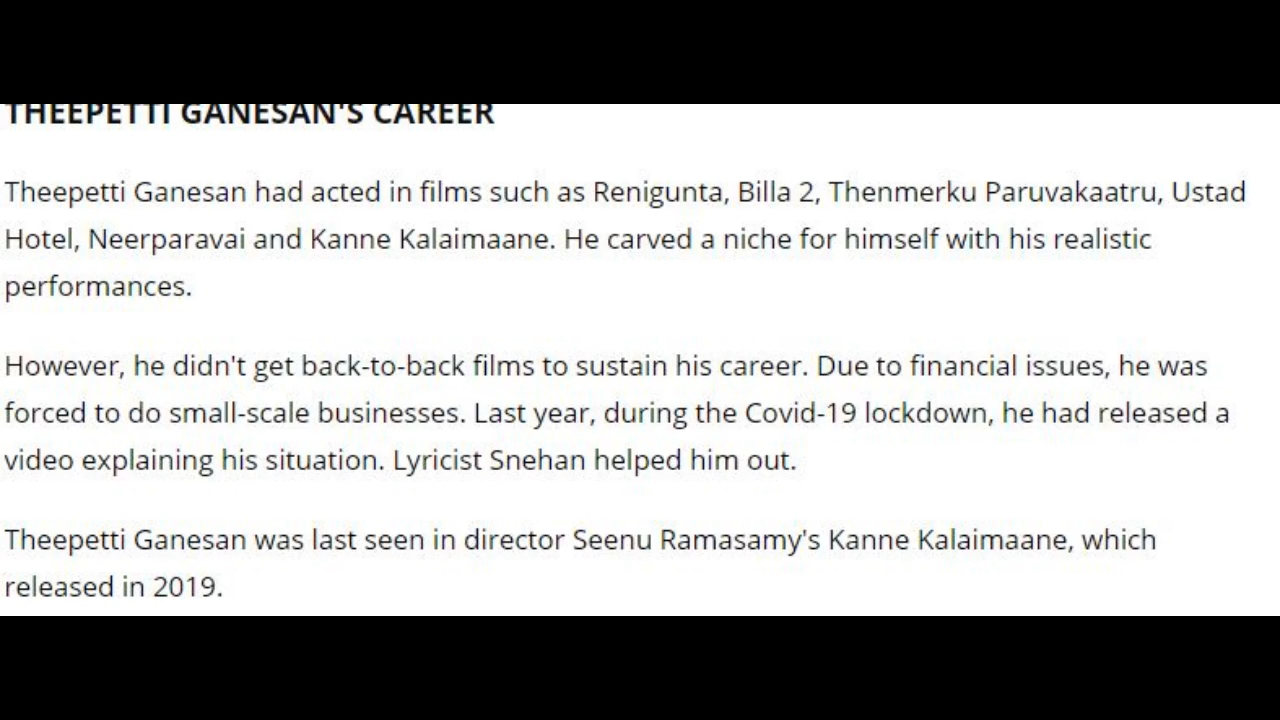 THEEPETTI GANESAN'S CAREER
Theepetti Ganesan had acted in films such as Renigunta, Billa 2, Thenmerku Paruvakaatru, Ustad
Hotel, Neerparavai and Kanne Kalaimaane. He carved a niche for himself with his realistic
performances.
However, he didn't get back-to-back films to sustain his career. Due to financial issues, he was
forced to do small-scale businesses. Last year, during the Covid-19 lockdown, he had released a
video explaining his situation. Lyricist Snehan helped him out.
Theepetti Ganesan was last seen in director Seenu Ramasamy's Kanne Kalaimaane, which
released in 2019.